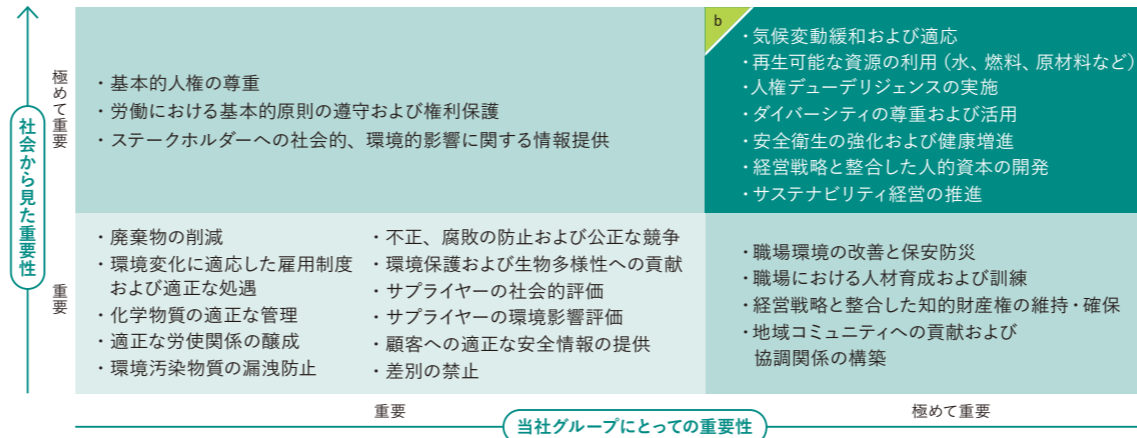 社会から見た重要性
極めて重要
重要
・基本的人権の尊重
・労働における基本的原則の遵守および権利保護
・ステークホルダーへの社会的、環境的影響に関する情報提供
b
・気候変動緩和および適応
・再生可能な資源の利用（水、燃料、原材料など）
・人権デューデリジェンスの実施
・ダイバーシティの尊重および活用
・安全衛生の強化および健康増進
・経営戦略と整合した人的資本の開発
・サステナビリティ経営の推進
・廃棄物の削減
・環境変化に適応した雇用制度
および適正な処遇
・化学物質の適正な管理
・適正な労使関係の醸成
・環境汚染物質の漏洩防止
・不正、腐敗の防止および公正な競争
・環境保護および生物多様性への貢献
・サプライヤーの社会的評価
・サプライヤーの環境影響評価
・顧客への適正な安全情報の提供
・差別の禁止
・職場環境の改善と保安防災
・職場における人材育成および訓練
・経営戦略と整合した知的財産権の維持・確保
・地域コミュニティへの貢献および
協調関係の構築
重要
極めて重要
当社グループにとっての重要性